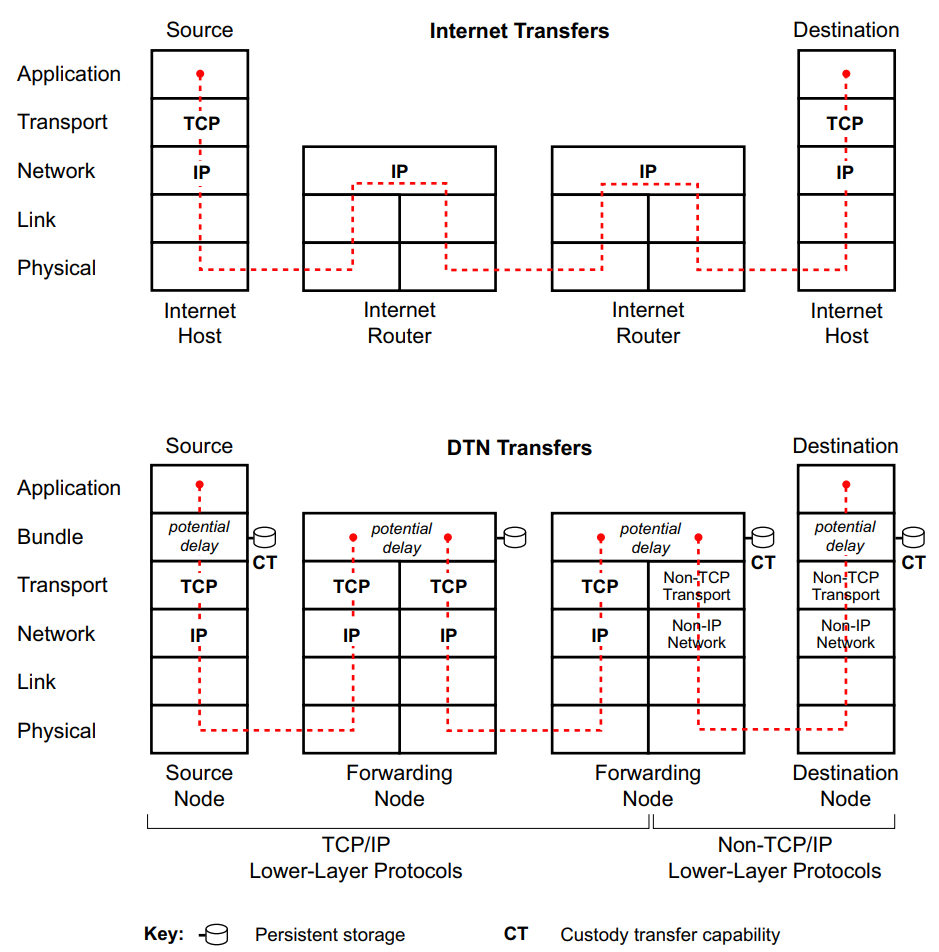 Source
Internet Transfers
Destination
Application
Transport
TCP
TCP
Network
IP
IP
IP
IP
Link
Physical
Internet
Host
Internet
Router
Internet
Router
Internet
Host
Source
DTN Transfers
Destination
Application
Bundle
potential
delay
CT
potential
delay
potential
delay
CT
potential
delay
CT
Transport
TCP
TCP
TCP
TCP
Non-TCP
Transport
Non-TCP
Transport
Network
IP
IP
IP
IP
Non-IP
Network
Non-IP
Network
Link
Physical
Source
Node
Forwarding
Node
Forwarding
Node
Destination
Node
TCP/IP
Lower-Layer Protocols
Non-TCP/IP
Lower-Layer Protocols
Key: Persistent storage
CT Custody transfer capability